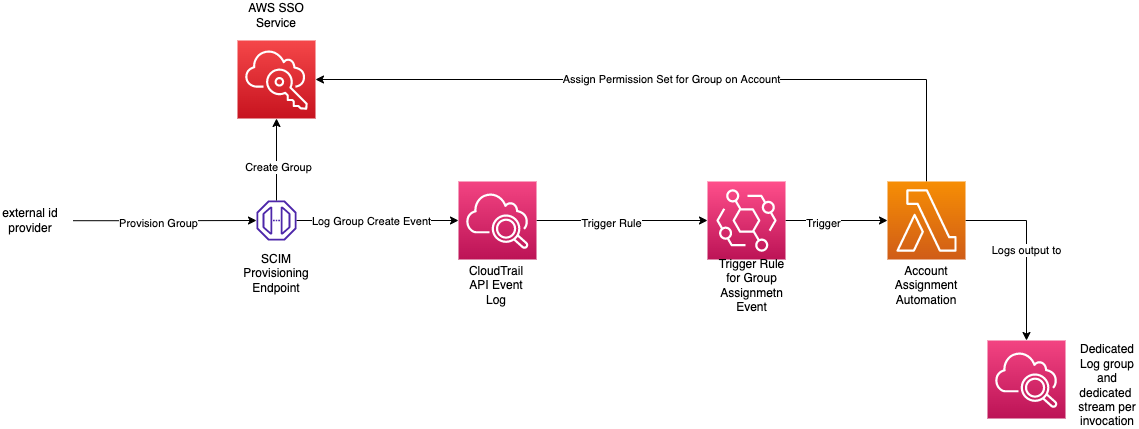 AWS SSO
Service
Assign Permission Set for Group on Account
Create Group
external id
provider
Provision Group
Log Group Create Event
Trigger Rule
Trigger
SCIM
Provisioning
Endpoint
CloudTrail
API Event
Log
Trigger Rule
for Group
Assignmetn
Event
Account
Assignment
Automation
Logs output to
Dedicated
Log group
and
dedicated
stream per
invocation